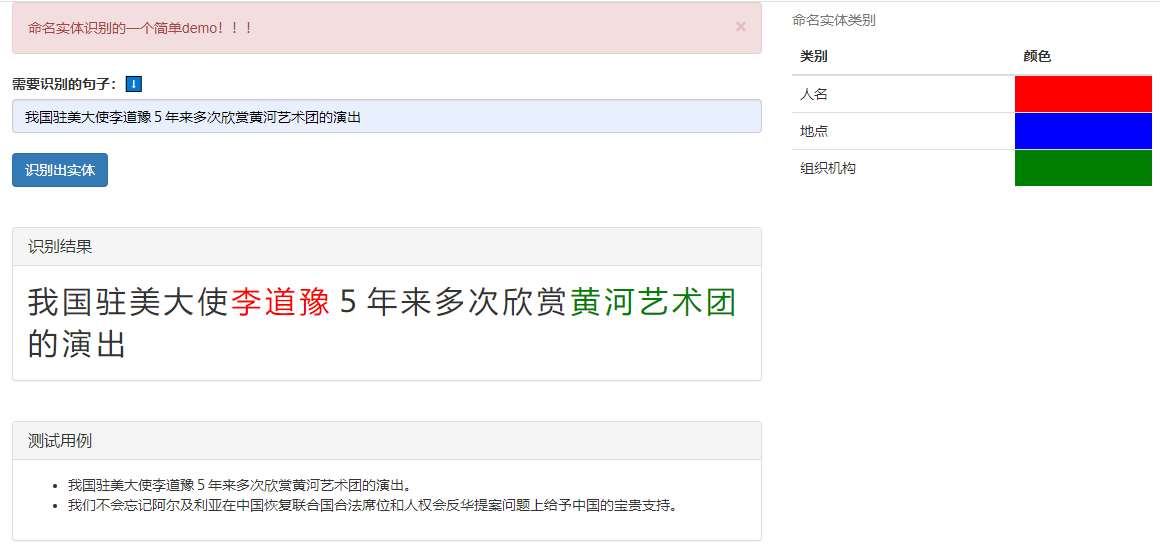 命名实体识别的一个简单demo！！！
×
需要识别的句子：
我国驻美大使李道豫５年来多次欣赏黄河艺术团的演出
识别出实体
识别结果
我国驻美大使李道豫５年来多次欣赏黄河艺术团
的演出
测试用例
我国驻美大使李道豫５年来多次欣赏黄河艺术团的演出。
我们不会忘记阿尔及利亚在中国恢复联合国合法席位和人权会反华提案问题上给予中国的宝贵支持。
命名实体类别
类别 颜色
人名
地点
组织机构